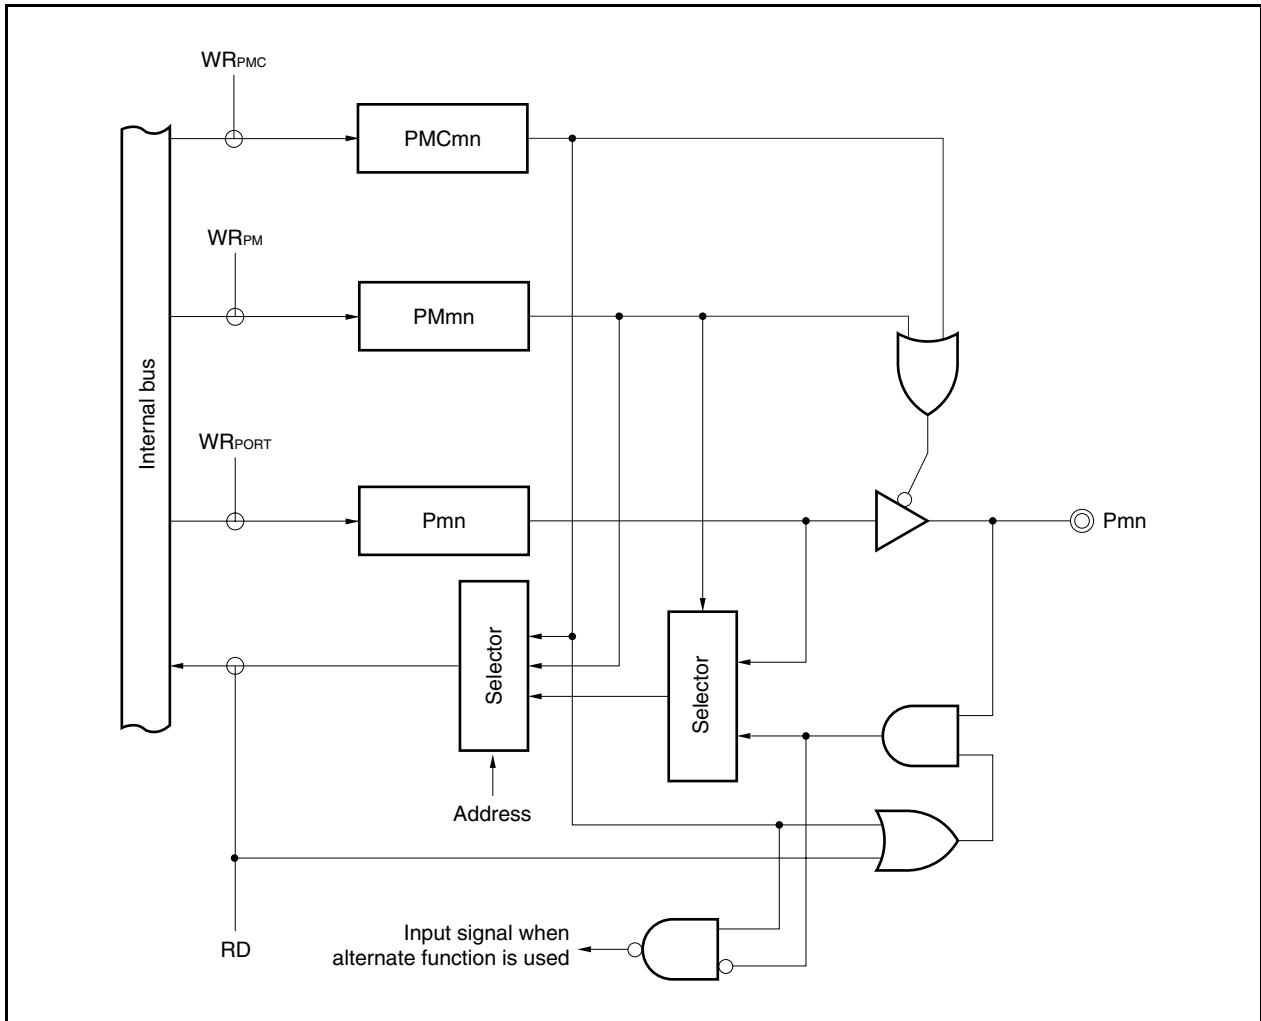 WRPMC
PMCmn
WRPM
PMmn
Internal bus
WRPORT
Pmn
Pmn
Selector
Selector
Address
RD
Input signal when
alternate function is used